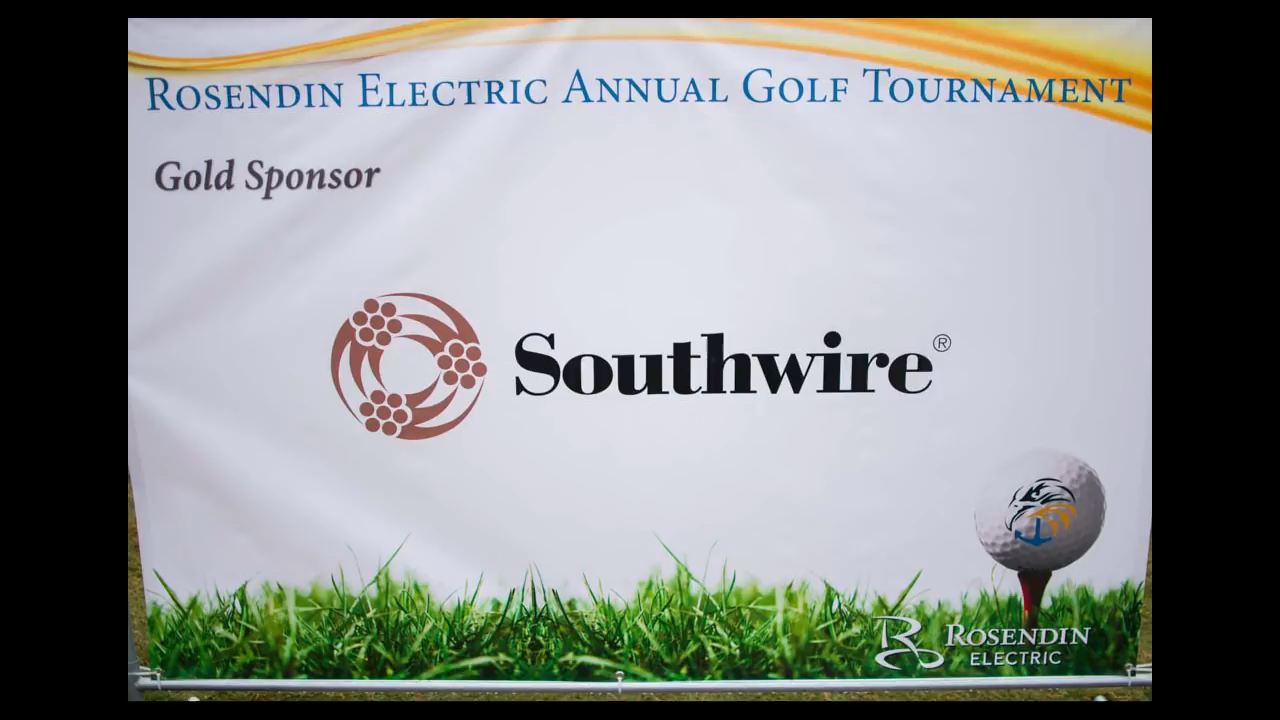 Rosendin Electric Annual Golf Tournament
Gold Sponsor
Southwire®
R Rosendin
Electric